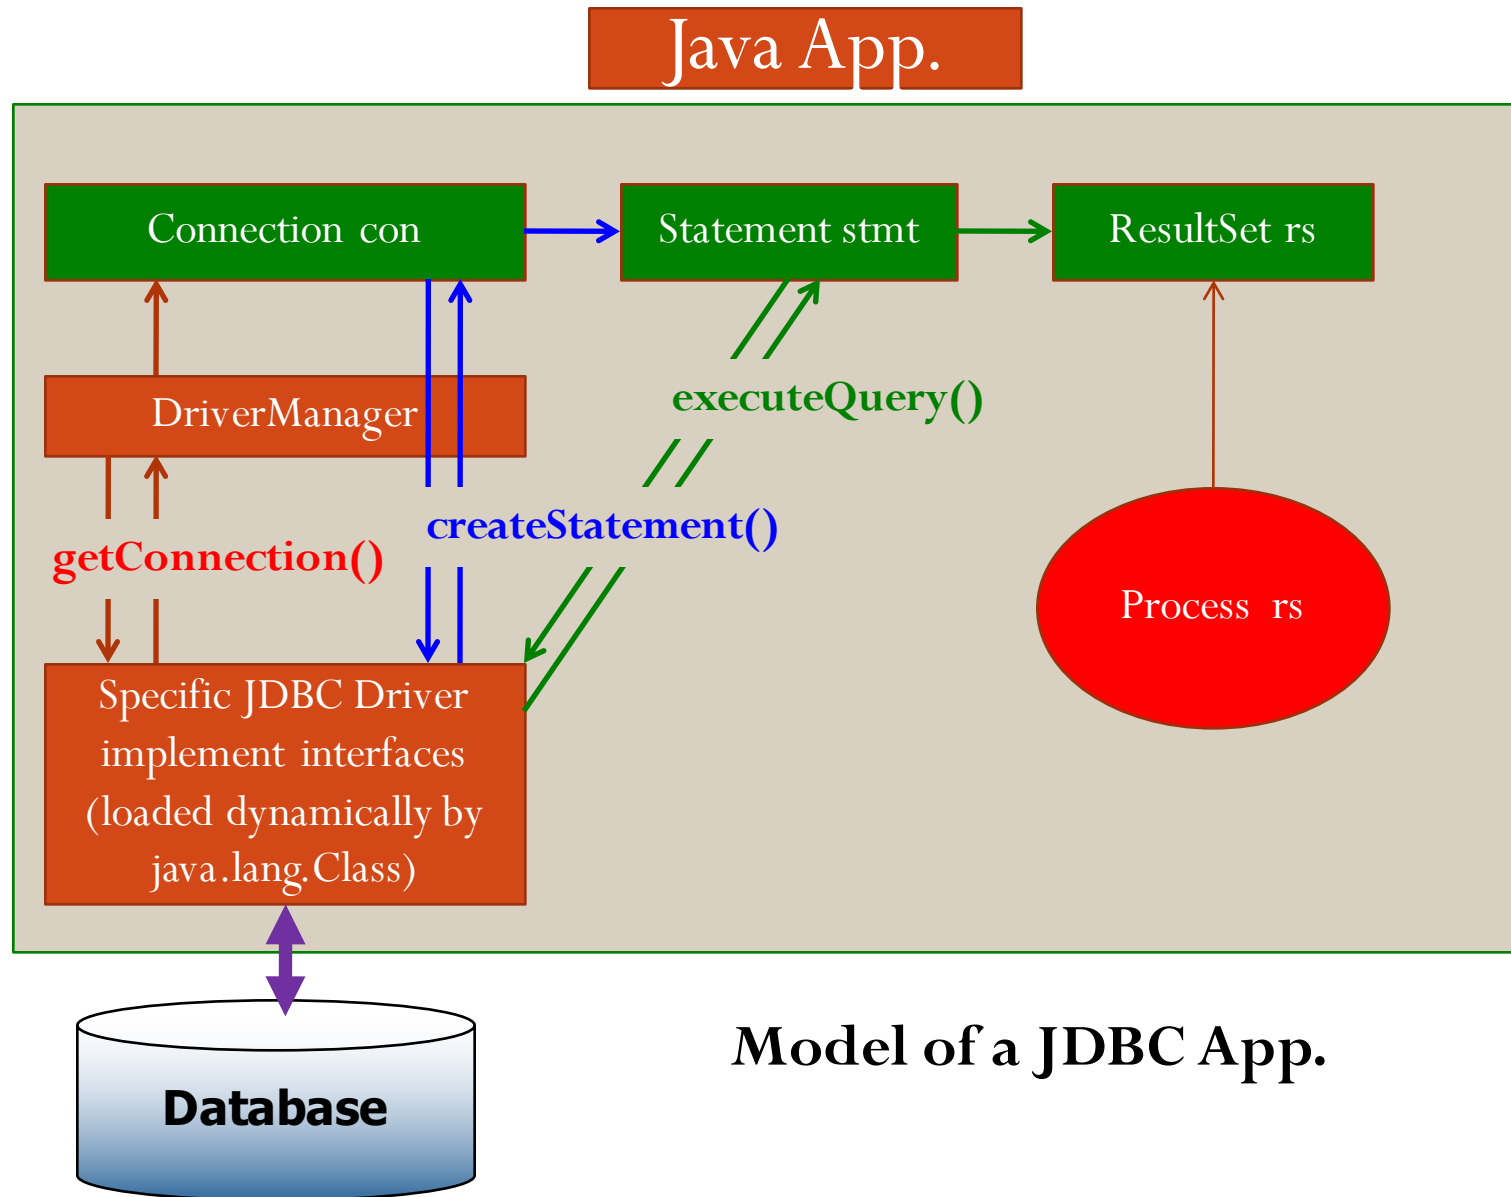 Java App.
Connection con
Statement stmt
ResultSet rs
DriverManager
executeQuery()
createStatement()
getConnection()
Process rs
Specific JDBC Driver
implement interfaces
(loaded dynamically by
java.lang.Class)
Model of a JDBC App.
Database